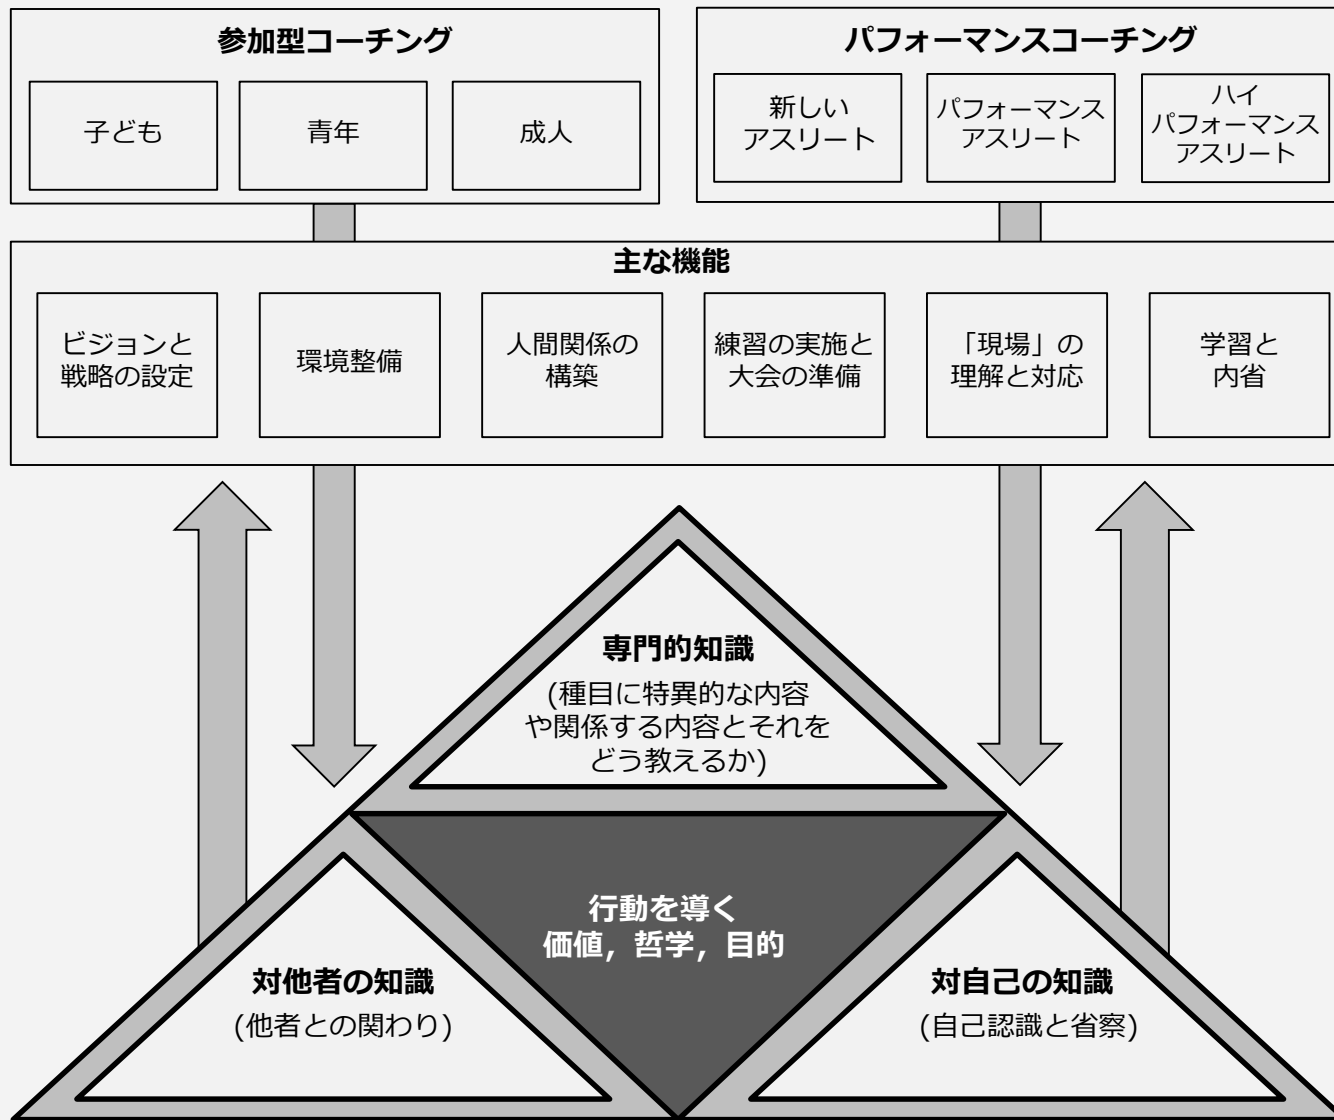 参加型コーチング
子ども
青年
成人
パフォーマンスコーチング
新しい
アスリート
パフォーマンス
アスリート
ハイ
パフォーマンス
アスリート
主な機能
ビジョンと
戦略の設定
環境整備
人間関係の
構築
練習の実施と
大会の準備
「現場」の
理解と対応
学習と
内省
専門的知識
(種目に特異的な内容
や関係する内容とそれを
どう教えるか)
行動を導く
価値，哲学，目的
対他者の知識
(他者との関わり)
対自己の知識
(自己認識と省察)